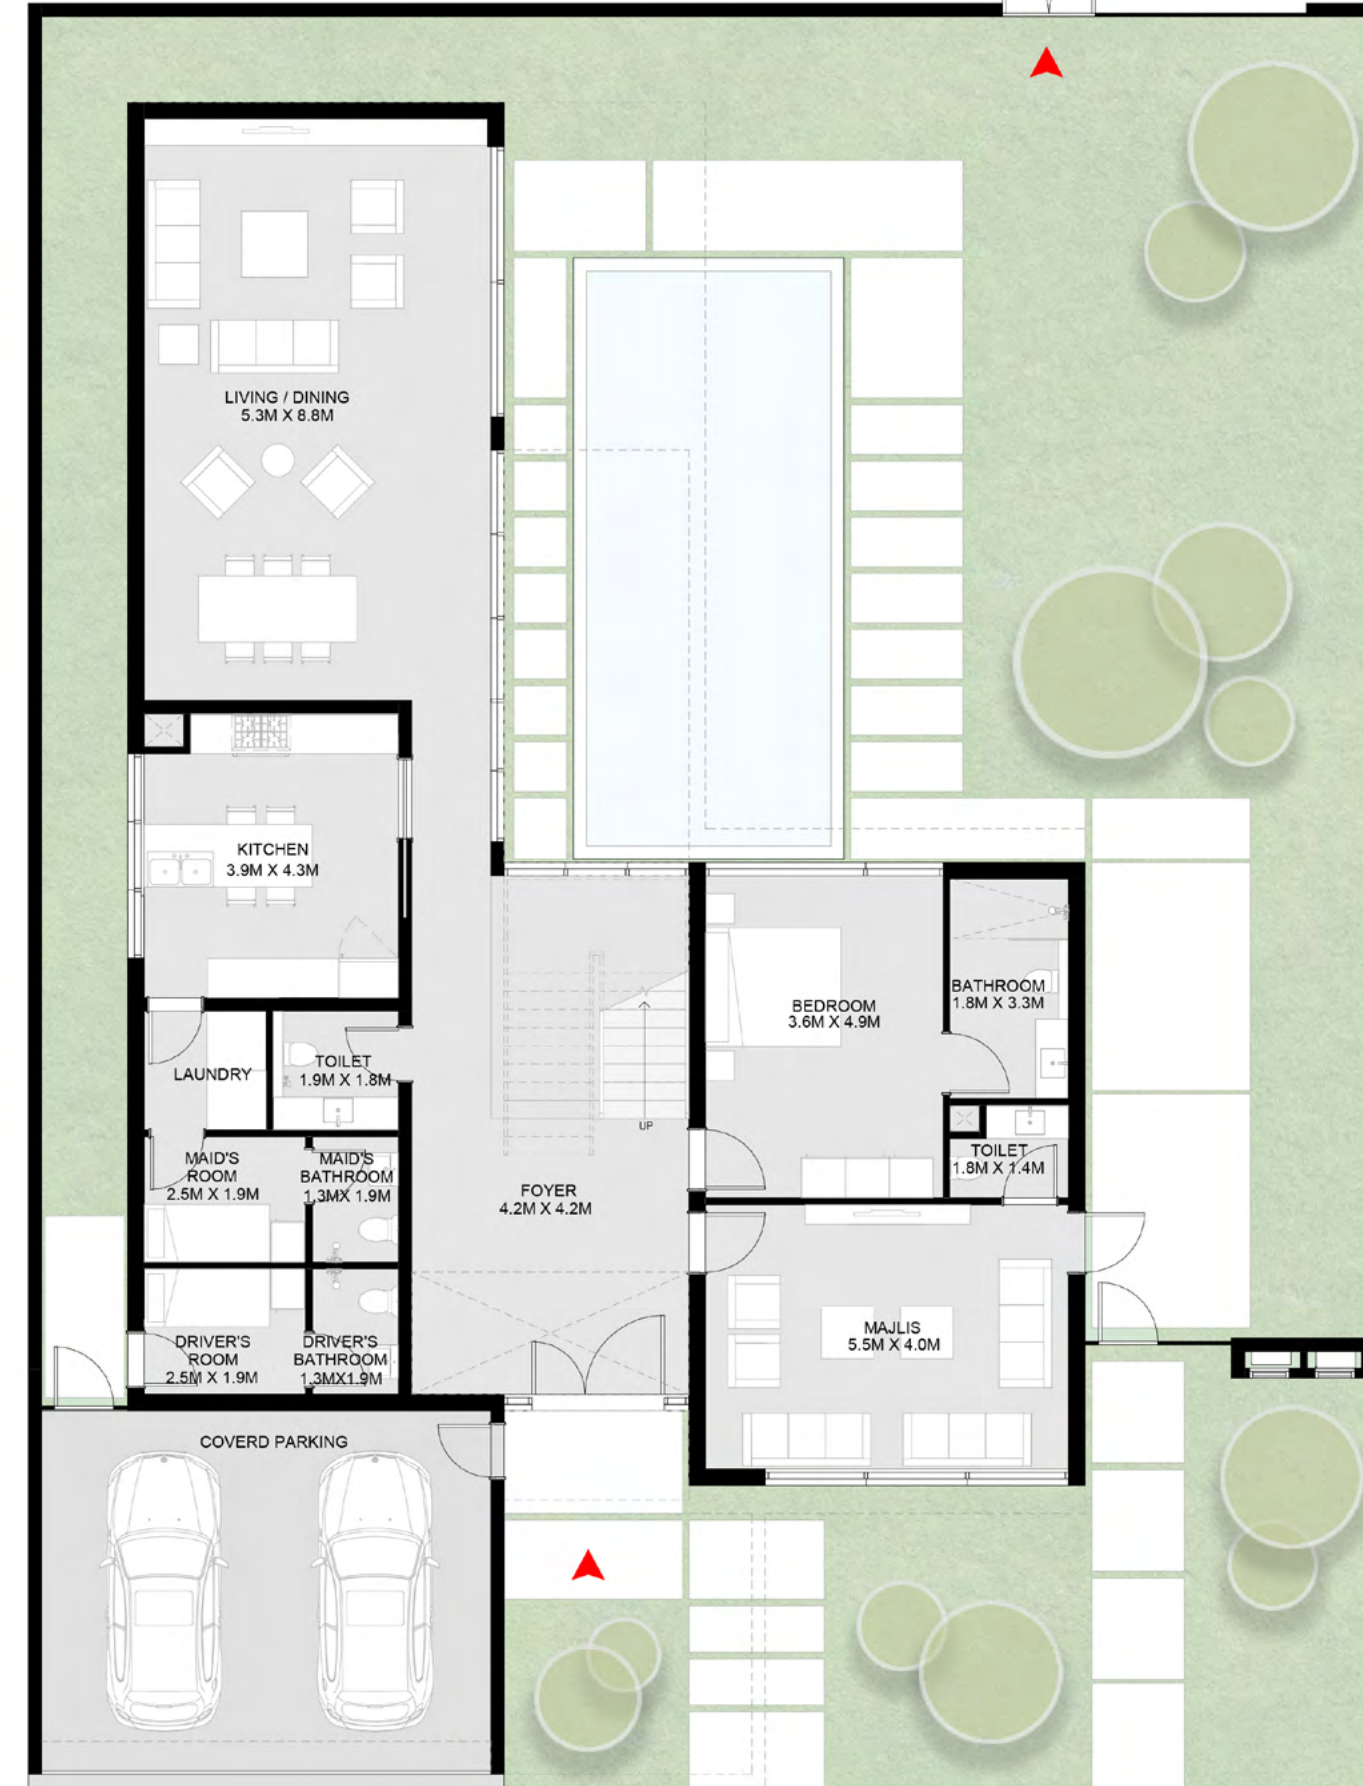 LIVING / DINING
5.3M X 8.8M
KITCHEN
3.9M X 4.3M
BEDROOM
3.6M X 4.9M
BATHROOM
1.8M X 3.3M
LAUNDRY
TOILET
1.9M X 1.8M
UP
MAID'S
ROOM
2.5M X 1.9M
MAID'S
BATHROOM
1.3MX 1.9M
FOYER
4.2M X 4.2M
TOILET
1.8M X 1.4M
DRIVER'S
ROOM
2.5M X 1.9M
DRIVER'S
BATHROOM
1.3MX1.9M
MAJLIS
5.5M X 4.0M
COVERD PARKING